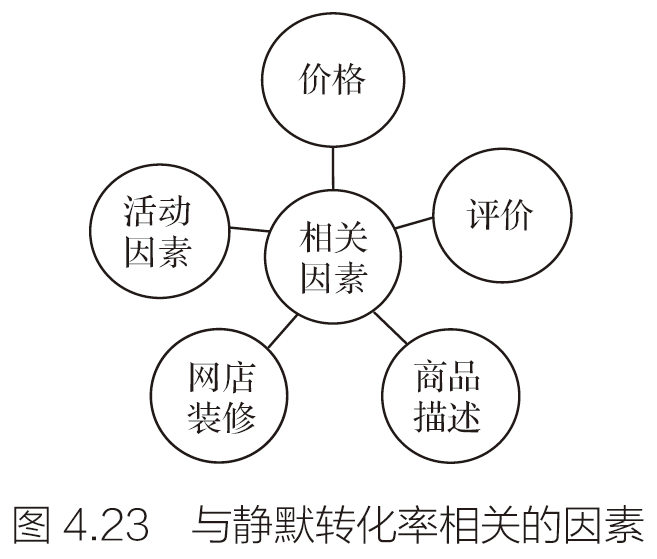 价格
活动
因素
相关
因素
评价
网店
装修
商品
描述
图 4.23 与静默转化率相关的因素